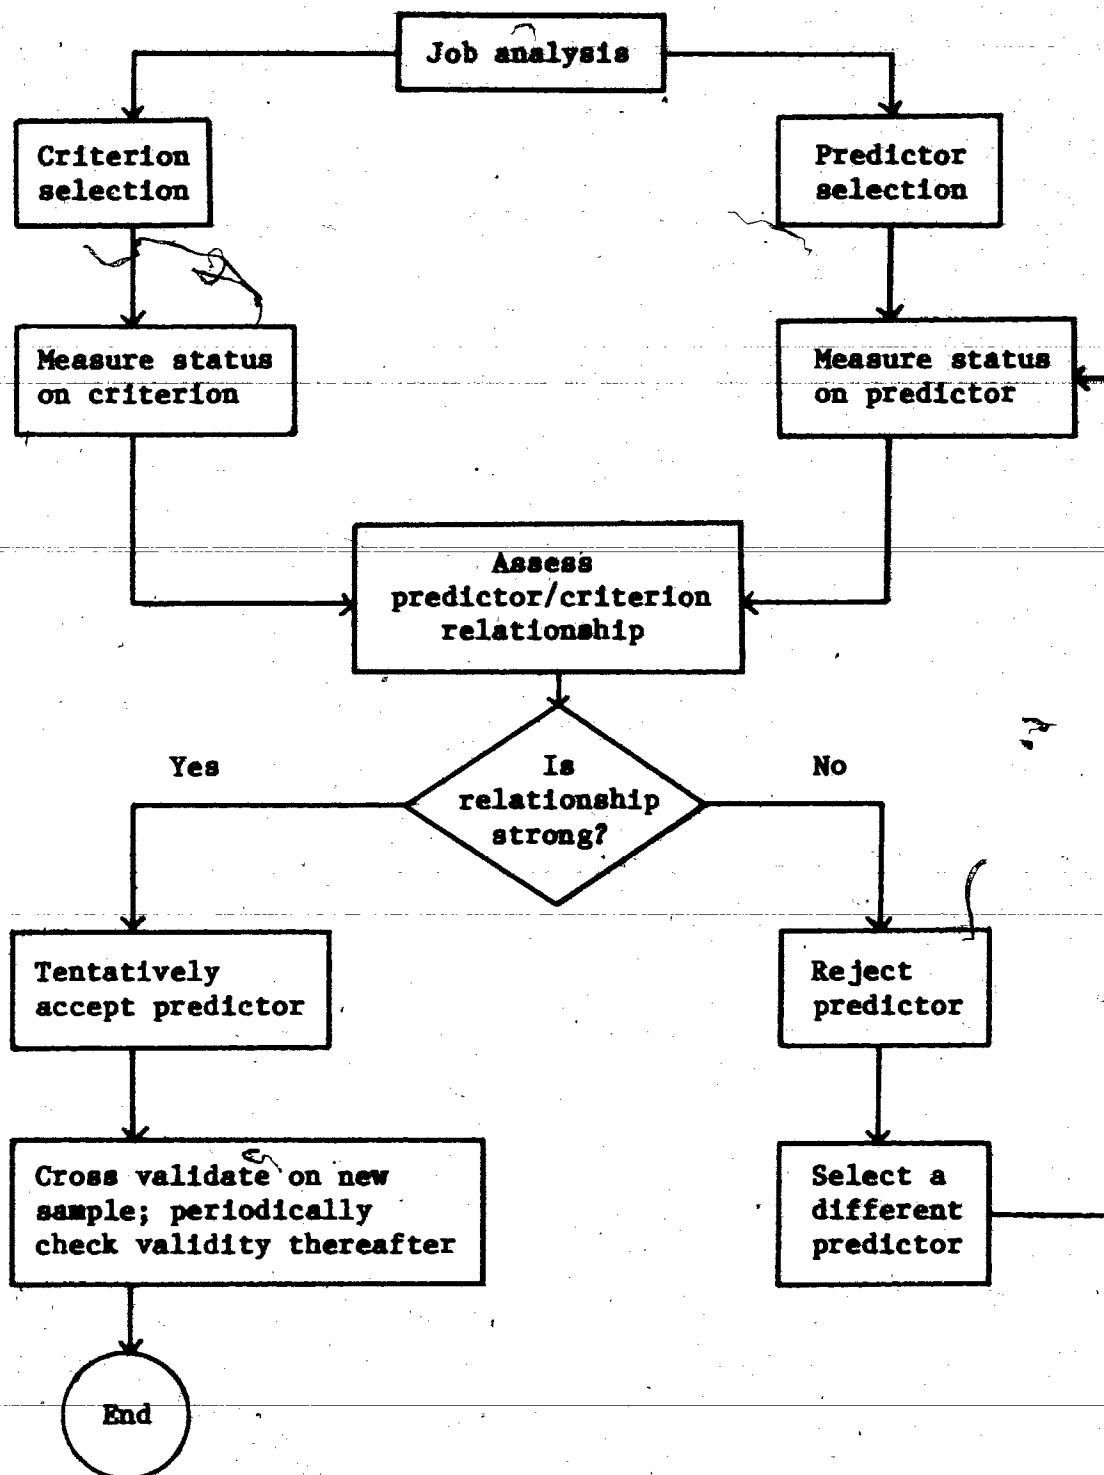 Job analysis
Criterion
selection
Predictor
selection
Measure status
on criterion
Measure status
on predictor
Assess
predictor/criterion
relationship
Yes
Is
relationship
strong?
No
Tentatively
accept predictor
Reject
predictor
Cross validate on new
sample; periodically
check validity thereafter
Select a
different
predictor
End